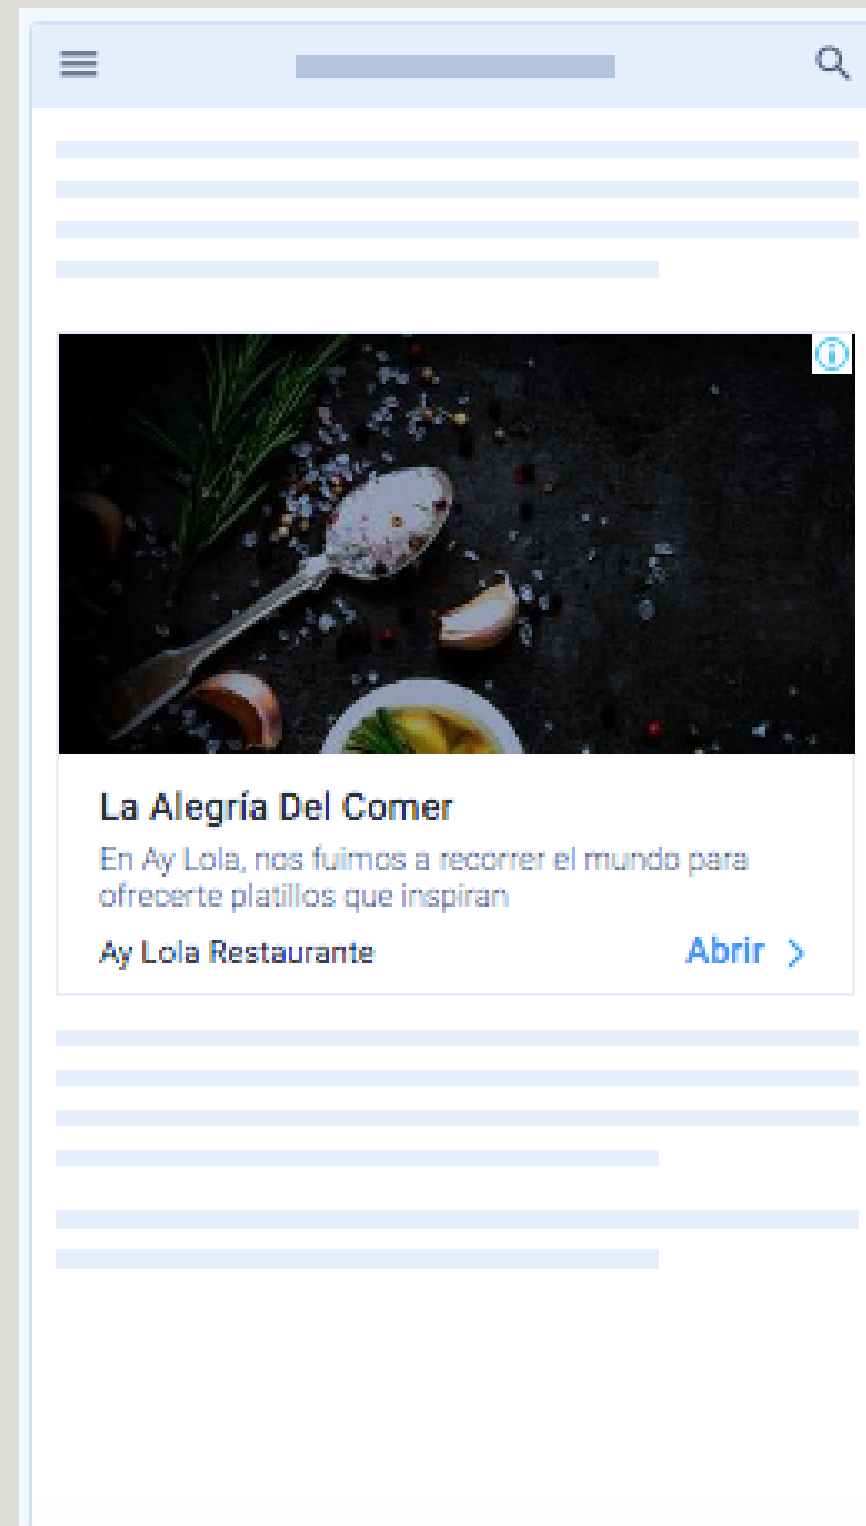 La Alegría Del Comer
En Ay Lola, nos fuimos a recorrer el mundo para
ofrecerte platillos que inspiran
Ay Lola Restaurante
Abrir